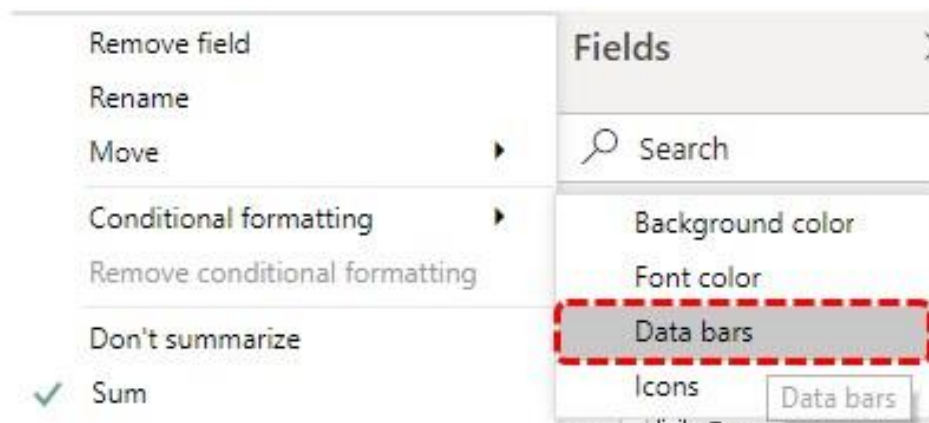 Remove field
Rename
Move
Conditional formatting
Remove conditional formatting
Don't summarize
Sum
Fields
Search
Background color
Font color
Data bars
Icons
Data bars